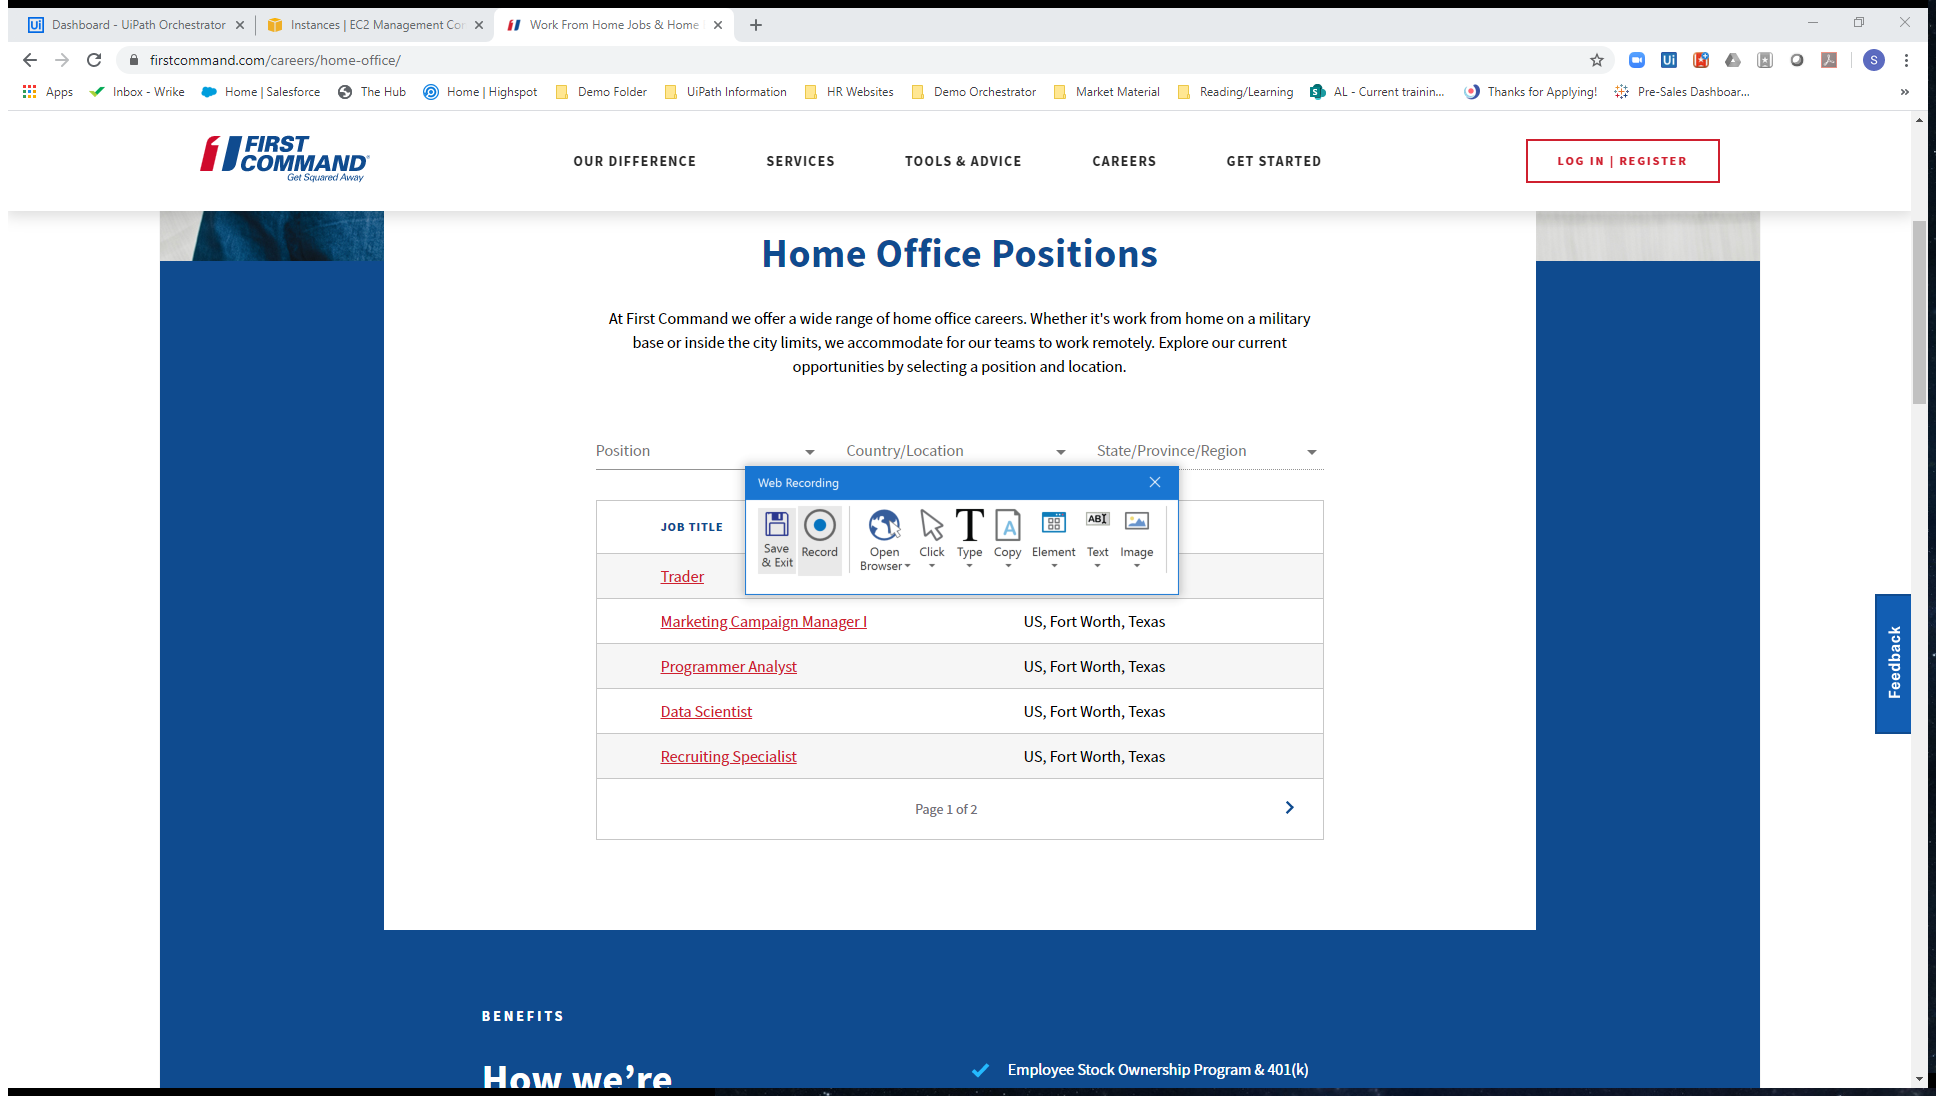 Dashboard - UiPath Orchestrator
Instances | EC2 Management Cor
Work From Home Jobs & Home
firstcommand.com/careers/home-office/
Ui
S
Apps
Inbox - Wrike
Home | Salesforce
The Hub
Home | Highspot
Demo Folder
UiPath Information
HR Websites
Demo Orchestrator
Market Material
Reading/Learning
AL - Current trainin...
Thanks for Applying!
Pre-Sales Dashboar...
FIRST
COMMAND
Get Squared Away
OUR DIFFERENCE
SERVICES
TOOLS & ADVICE
CAREERS
GET STARTED
LOG IN | REGISTER
Home Office Positions
At First Command we offer a wide range of home office careers. Whether it's work from home on a military
base or inside the city limits, we accommodate for our teams to work remotely. Explore our current
opportunities by selecting a position and location.
Position
Country/Location
State/Province/Region
Web Recording
Save
& Exit
Record
Open
Browser
Click
Type
Copy
Element
Text
Image
JOB TITLE
Trader
Marketing Campaign Manager I
US, Fort Worth, Texas
Programmer Analyst
US, Fort Worth, Texas
Data Scientist
US, Fort Worth, Texas
Recruiting Specialist
US, Fort Worth, Texas
Page 1 of 2
Feedback
BENEFITS
How we're
Employee Stock Ownership Program & 401(k)